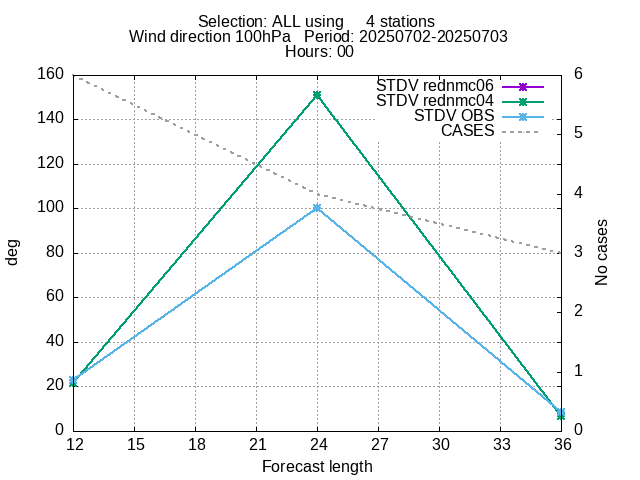 Selection: ALL using     4 stations
Wind direction 100hPa   Period: 20250702-20250703
Hours: 00
STDV rednmc06
STDV rednmc04
STDV OBS
CASES
160
140
120
100
80
60
40
20
0
6
5
4
3
2
1
0
deg
No cases
12 15 18 21 24 27 30 33 36
Forecast length